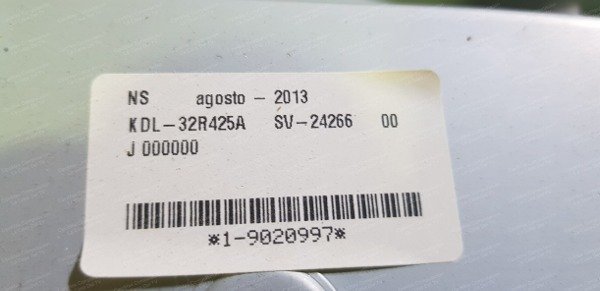 NS agosto - 2013
KDL-32R425A SV-24266 00
J 000000
*1-9020997*